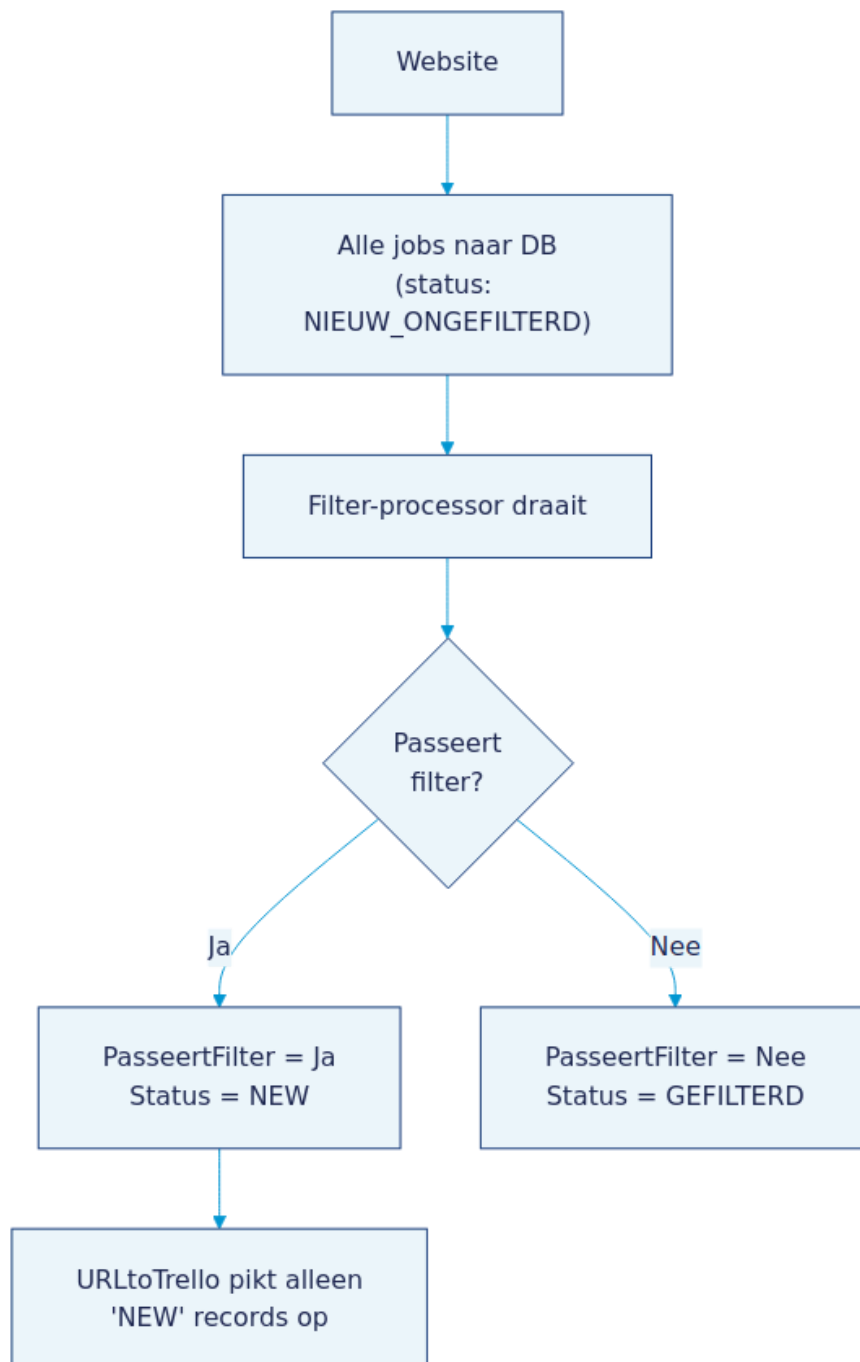 Website
Alle jobs naar DB
(status:
NIEUW_ONGEFILTERD)
Filter-processor draait
Passeert
filter?
Ja
Nee
PasseertFilter = Ja
Status = NEW
PasseertFilter = Nee
Status = GEFILTERD
URLtoTrello pikt alleen
'NEW' records op